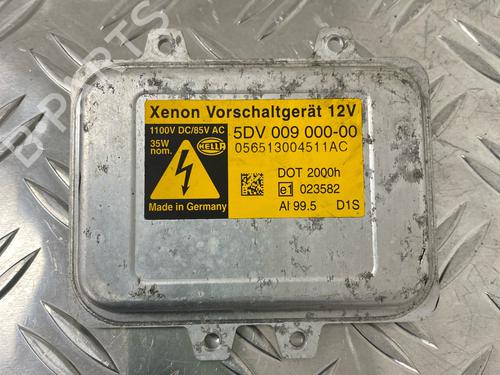 B-PARTS
Xenon Vorschaltgerät 12V
1100V DC/85V AC
35W
nom.
HELLA
5DV 009 000-00
056513004511AC
DOT 2000h
e1 023582
Made in Germany
Al 99.5 D1S